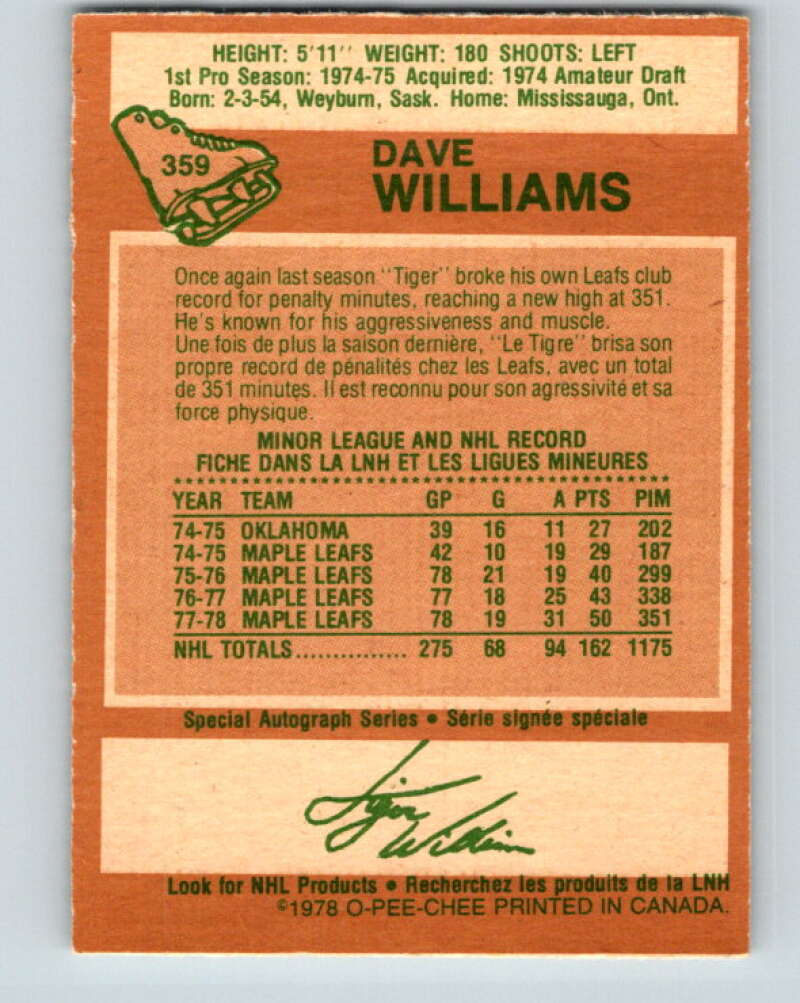 HEIGHT: 5'11'' WEIGHT: 180 SHOOTS: LEFT
1st Pro Season: 1974-75 Acquired: 1974 Amateur Draft
Born: 2-3-54, Weyburn, Sask. Home: Mississauga, Ont.
359
DAVE
WILLIAMS
Once again last season "Tiger" broke his own Leafs club
record for penalty minutes, reaching a new high at 351.
He's known for his aggressiveness and muscle.
Une fois de plus la saison dernière, "Le Tigre" brisa son
propre record de pénalités chez les Leafs, avec un total
de 351 minutes. Il est reconnu pour son agressivité et sa
force physique.
MINOR LEAGUE AND NHL RECORD
FICHE DANS LA LNH ET LES LIGUES MINEURES
YEAR TEAM GP G A PTS PIM
74-75 OKLAHOMA 39 16 11 27 202
74-75 MAPLE LEAFS 42 10 19 29 187
75-76 MAPLE LEAFS 78 21 19 40 299
76-77 MAPLE LEAFS 77 18 25 43 338
77-78 MAPLE LEAFS 78 19 31 50 351
NHL TOTALS............... 275 68 94 162 1175
Special Autograph Series • Série signée spéciale
Tiger
Williams
Look for NHL Products • Recherchez les produits de la LNH
©1978 O-PEE-CHEE PRINTED IN CANADA.